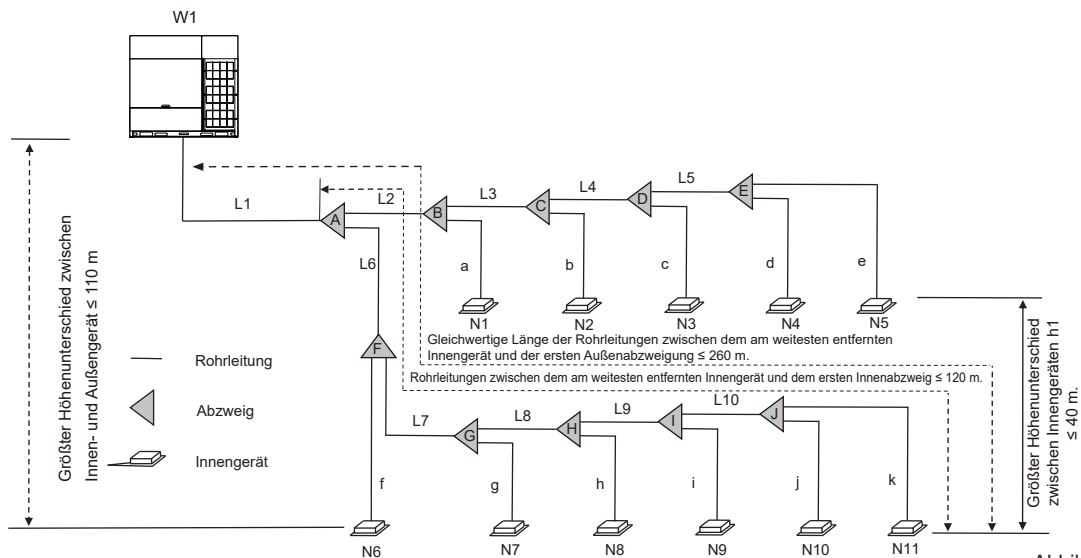 W1
L1
L2
L3
L4
L5
A
B
C
D
E
L6
a
b
c
d
e
N1
N2
N3
N4
N5
F
Gleichwertige Länge der Rohrleitungen zwischen dem am weitesten entfernten
Innengerät und der ersten Außenabzweigung ≤ 260 m.
Rohrleitungen zwischen dem am weitesten entfernten Innengerät und dem ersten Innenabzweig ≤ 120 m.
Rohrleitung
Abzweig
Innengerät
L7
L8
L9
L10
G
H
I
J
f
g
h
i
j
k
N6
N7
N8
N9
N10
N11
Größter Höhenunterschied zwischen
Innen- und Außengerät ≤ 110 m
Größter Höhenunterschied
zwischen Innengeräten h1
≤ 40 m.